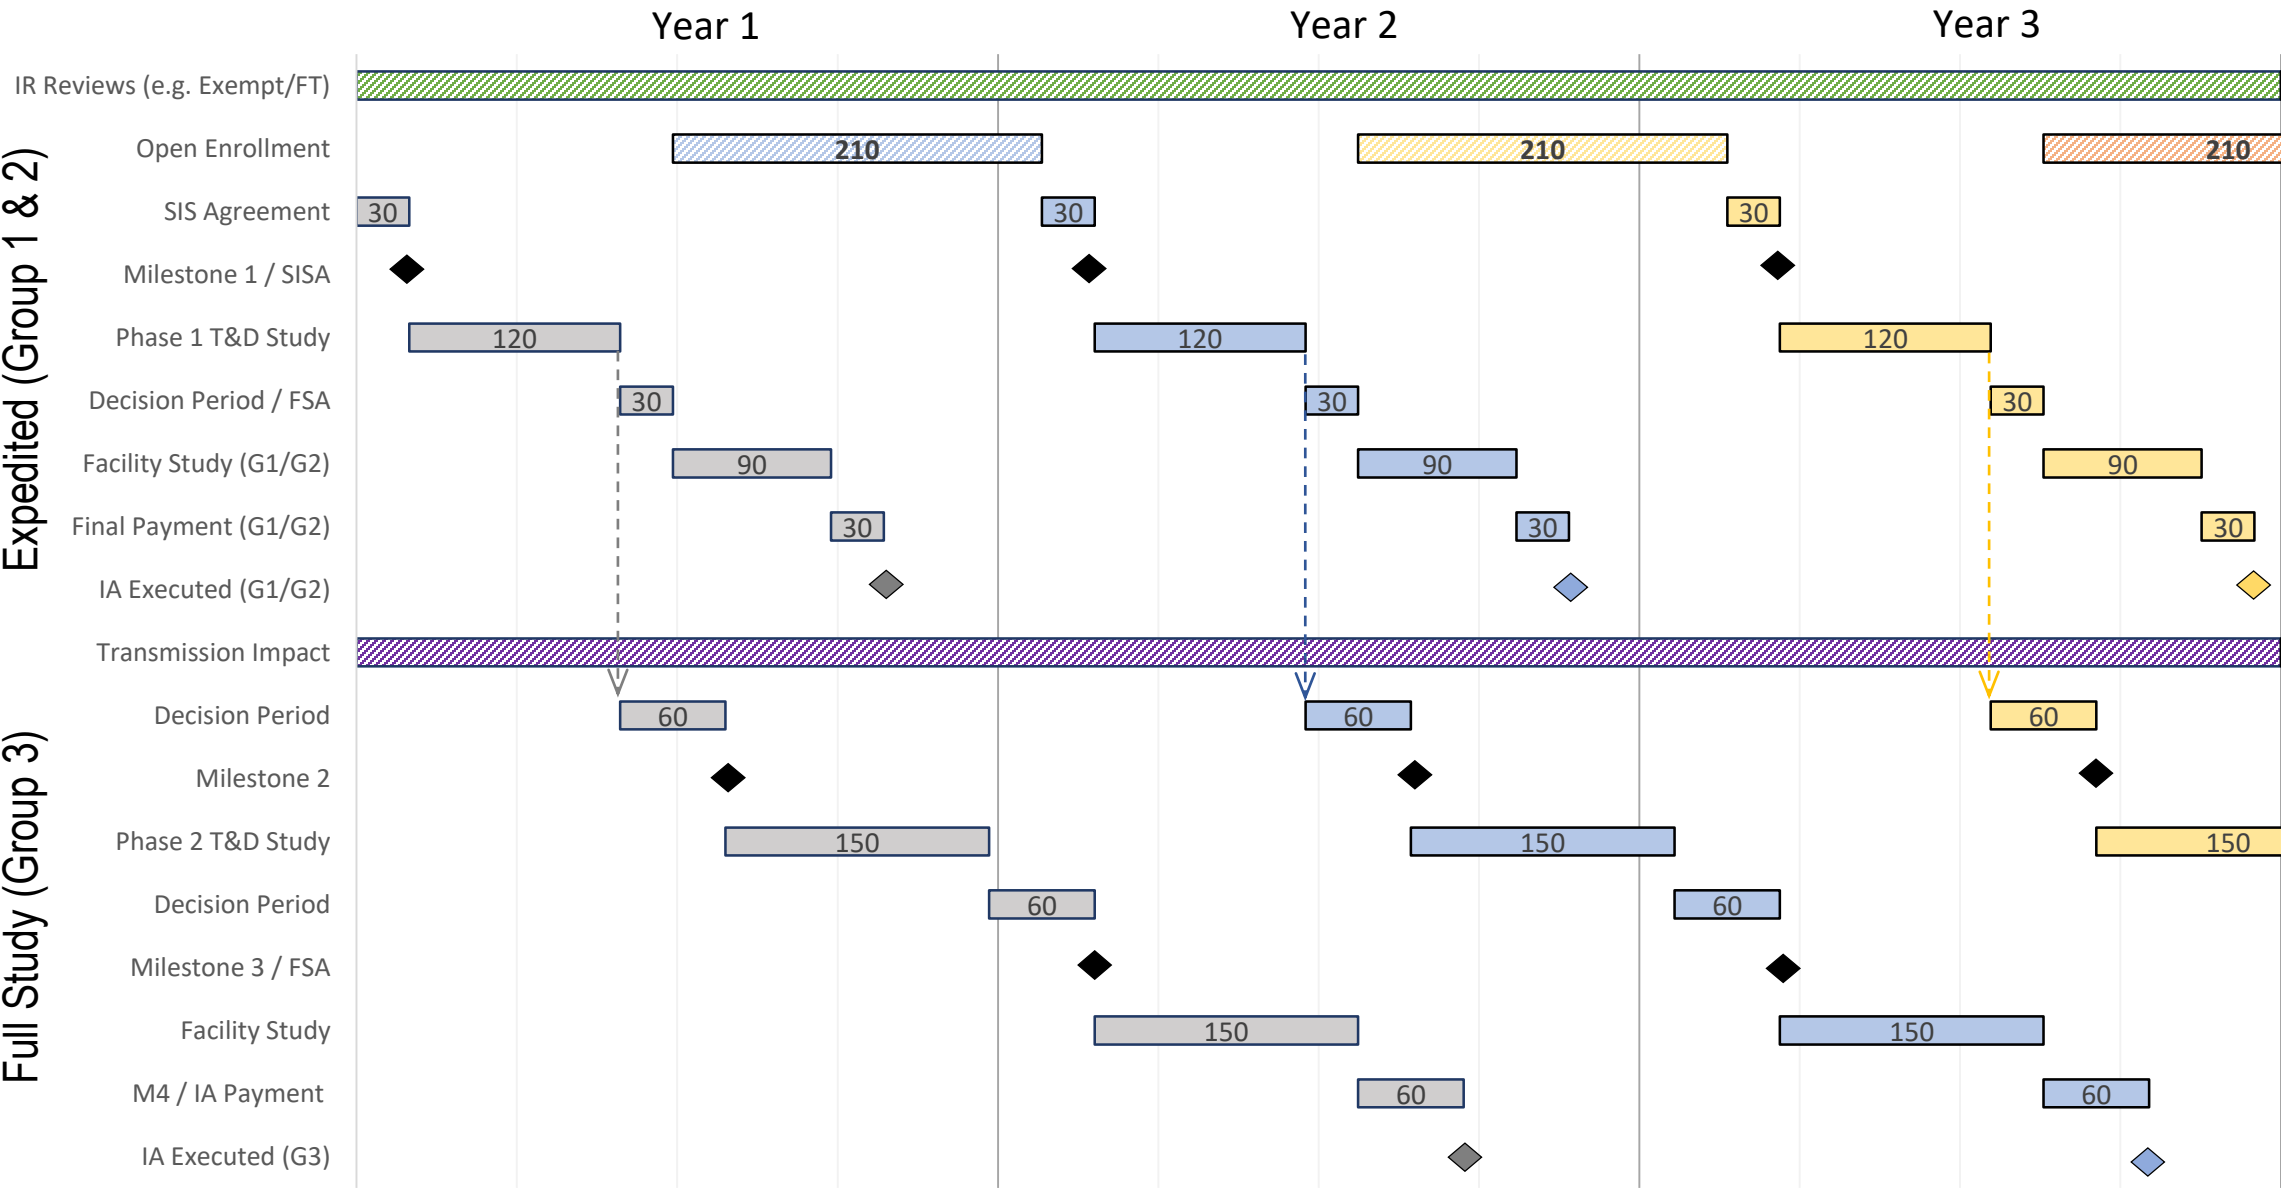 Year 1 Year 2 Year 3
IR Reviews (e.g. Exempt/FT)
Expedited (Group 1 & 2)
Open Enrollment 210 210 210
SIS Agreement 30 30 30
Milestone 1 / SISA
Phase 1 T&D Study 120 120 120
Decision Period / FSA 30 30 30
Facility Study (G1/G2) 90 90 90
Final Payment (G1/G2) 30 30 30
IA Executed (G1/G2)
Transmission Impact
Full Study (Group 3)
Decision Period 60 60 60
Milestone 2
Phase 2 T&D Study 150 150 150
Decision Period 60 60
Milestone 3 / FSA
Facility Study 150 150
M4 / IA Payment 60 60
IA Executed (G3)